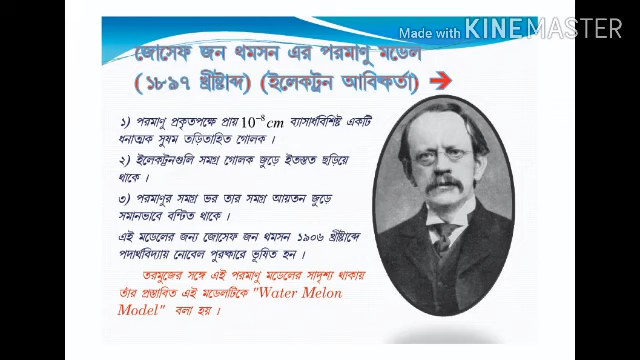 Made with KINEMASTER
জোসেফ জন থমসন এর পরমাণু মডেল
(১৮৯৭ খ্রীষ্টাব্দ) (ইলেকট্রন আবিষ্কর্তা) ➔
১) পরমাণু প্রকৃতপক্ষে প্রায় 10⁻⁸ cm ব্যাসার্ধবিশিষ্ট একটি
ধনাত্মক সুষম তড়িতাহিত গোলক ।
২) ইলেকট্রনগুলি সমগ্র গোলক জুড়ে ইতস্তত ছড়িয়ে
থাকে ।
৩) পরমাণুর সমগ্র ভর তার সমগ্র আয়তন জুড়ে
সমানভাবে বন্টিত থাকে ।
এই মডেলের জন্য জোসেফ জন থমসন ১৯০৬ খ্রীষ্টাব্দে
পদার্থবিদ্যায় নোবেল পুরষ্কারে ভূষিত হন ।
তরমুজের সঙ্গে এই পরমাণু মডেলের সাদৃশ্য থাকায়
তাঁর প্রস্তাবিত এই মডেলটিকে "Water Melon
Model" বলা হয় ।